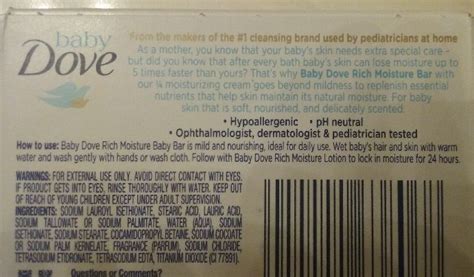 baby
Dove
From the makers of the #1 cleansing brand used by pediatricians at home
As a mother, you know that your baby's skin needs extra special care -
but did you know that after every bath baby's skin can lose moisture up to
5 times faster than yours? That's why Baby Dove Rich Moisture Bar with
our ¼ moisturizing cream goes beyond mildness to replenish essential
nutrients that help skin maintain its natural moisture. For baby
skin that is soft, nourished, and delicately scented.
• Hypoallergenic • pH neutral
• Ophthalmologist, dermatologist & pediatrician tested
How to use: Baby Dove Rich Moisture Baby Bar is mild and nourishing, ideal for daily use. Wet baby's hair and skin with warm
water and wash gently with hands or wash cloth. Follow with Baby Dove Rich Moisture Lotion to lock in moisture for 24 hours.
WARNINGS: FOR EXTERNAL USE ONLY. AVOID DIRECT CONTACT WITH EYES.
IF PRODUCT GETS INTO EYES, RINSE THOROUGHLY WITH WATER. KEEP OUT
OF REACH OF YOUNG CHILDREN EXCEPT UNDER ADULT SUPERVISION.
INGREDIENTS: SODIUM LAUROYL ISETHIONATE, STEARIC ACID, LAURIC ACID,
SODIUM TALLOWATE OR SODIUM PALMITATE, WATER (AQUA), SODIUM
ISETHIONATE, SODIUM STEARATE, COCAMIDOPROPYL BETAINE, SODIUM COCOATE
OR SODIUM PALM KERNELATE, FRAGRANCE (PARFUM), SODIUM CHLORIDE,
TETRASODIUM ETIDRONATE, TETRASODIUM EDTA, TITANIUM DIOXIDE (CI 77891).
Questions or Comments?